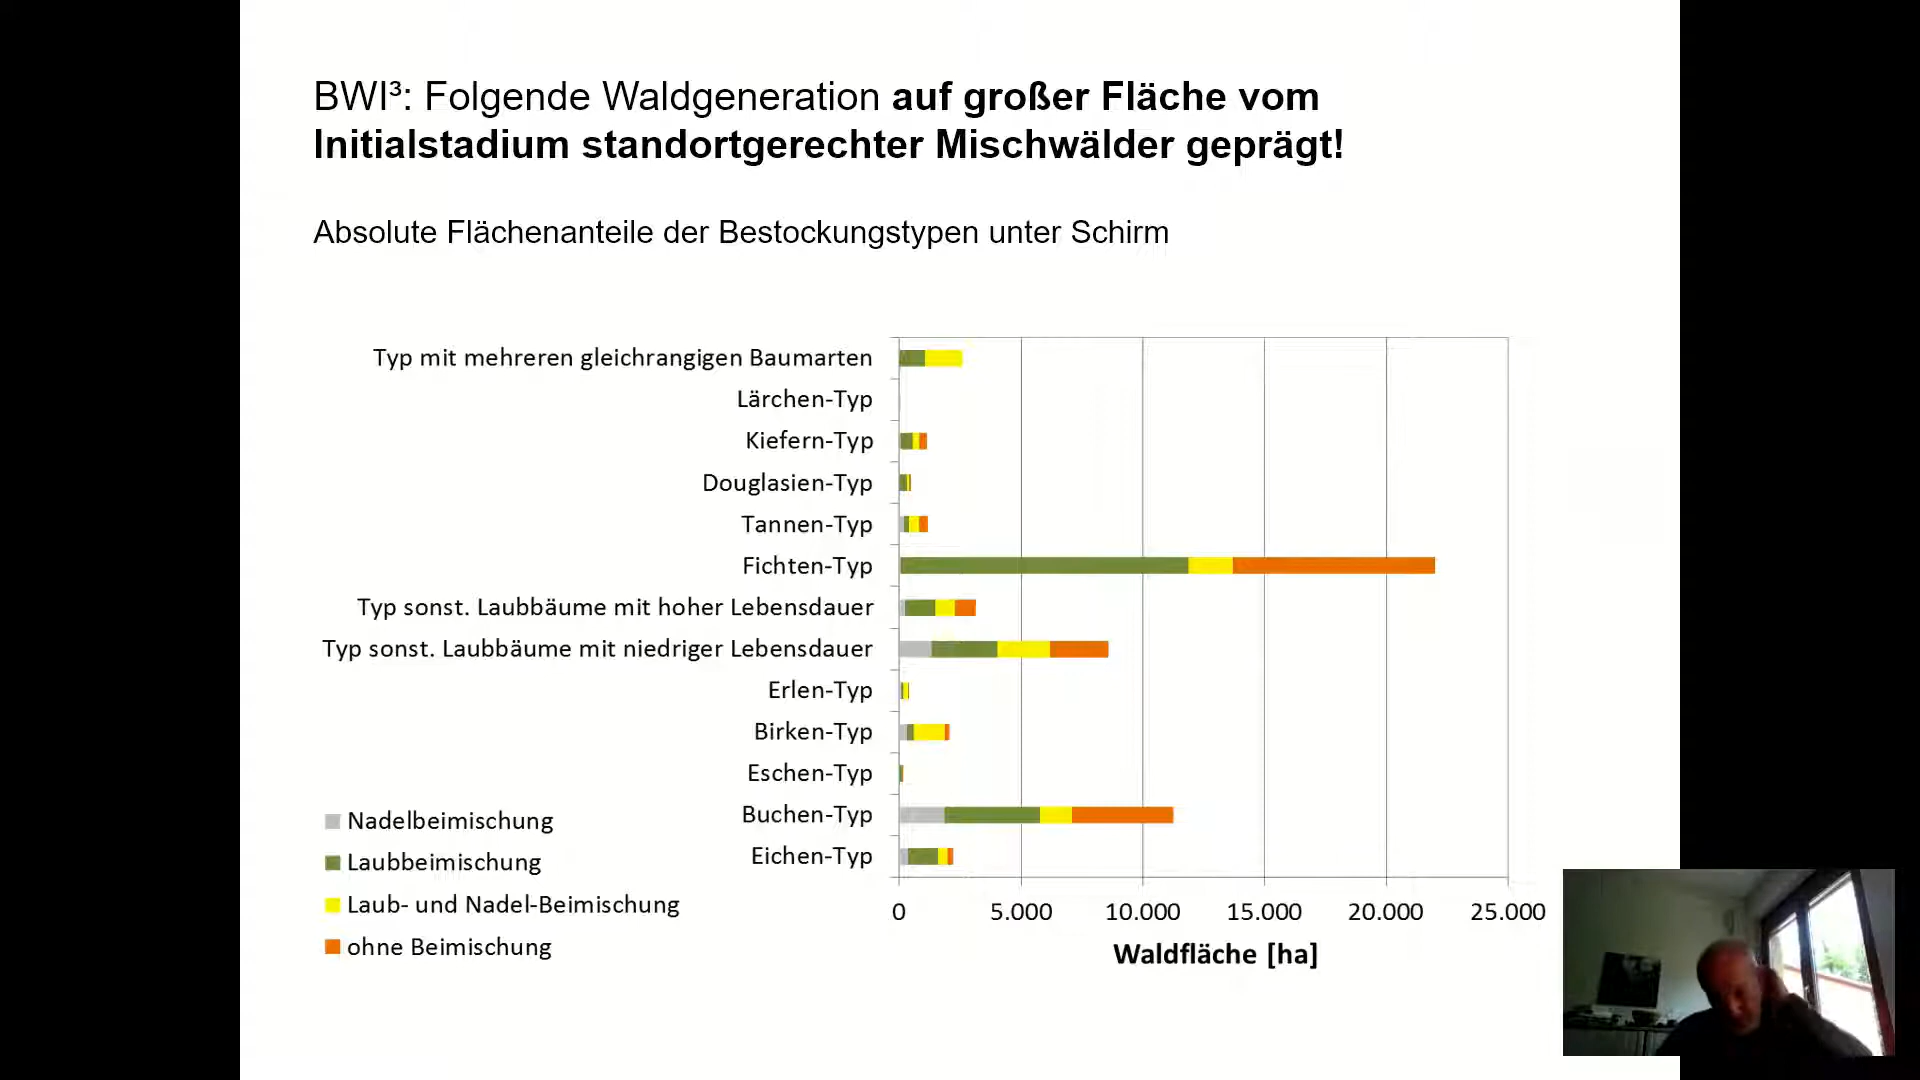 BWI³: Folgende Waldgeneration auf großer Fläche vom
Initialstadium standortgerechter Mischwälder geprägt!
Absolute Flächenanteile der Bestockungstypen unter Schirm
Typ mit mehreren gleichrangigen Baumarten
Lärchen-Typ
Kiefern-Typ
Douglasien-Typ
Tannen-Typ
Fichten-Typ
Typ sonst. Laubbäume mit hoher Lebensdauer
Typ sonst. Laubbäume mit niedriger Lebensdauer
Erlen-Typ
Birken-Typ
Eschen-Typ
Buchen-Typ
Eichen-Typ
Nadelbeimischung
Laubbeimischung
Laub- und Nadel-Beimischung
ohne Beimischung
0 5.000 10.000 15.000 20.000 25.000
Waldfläche [ha]